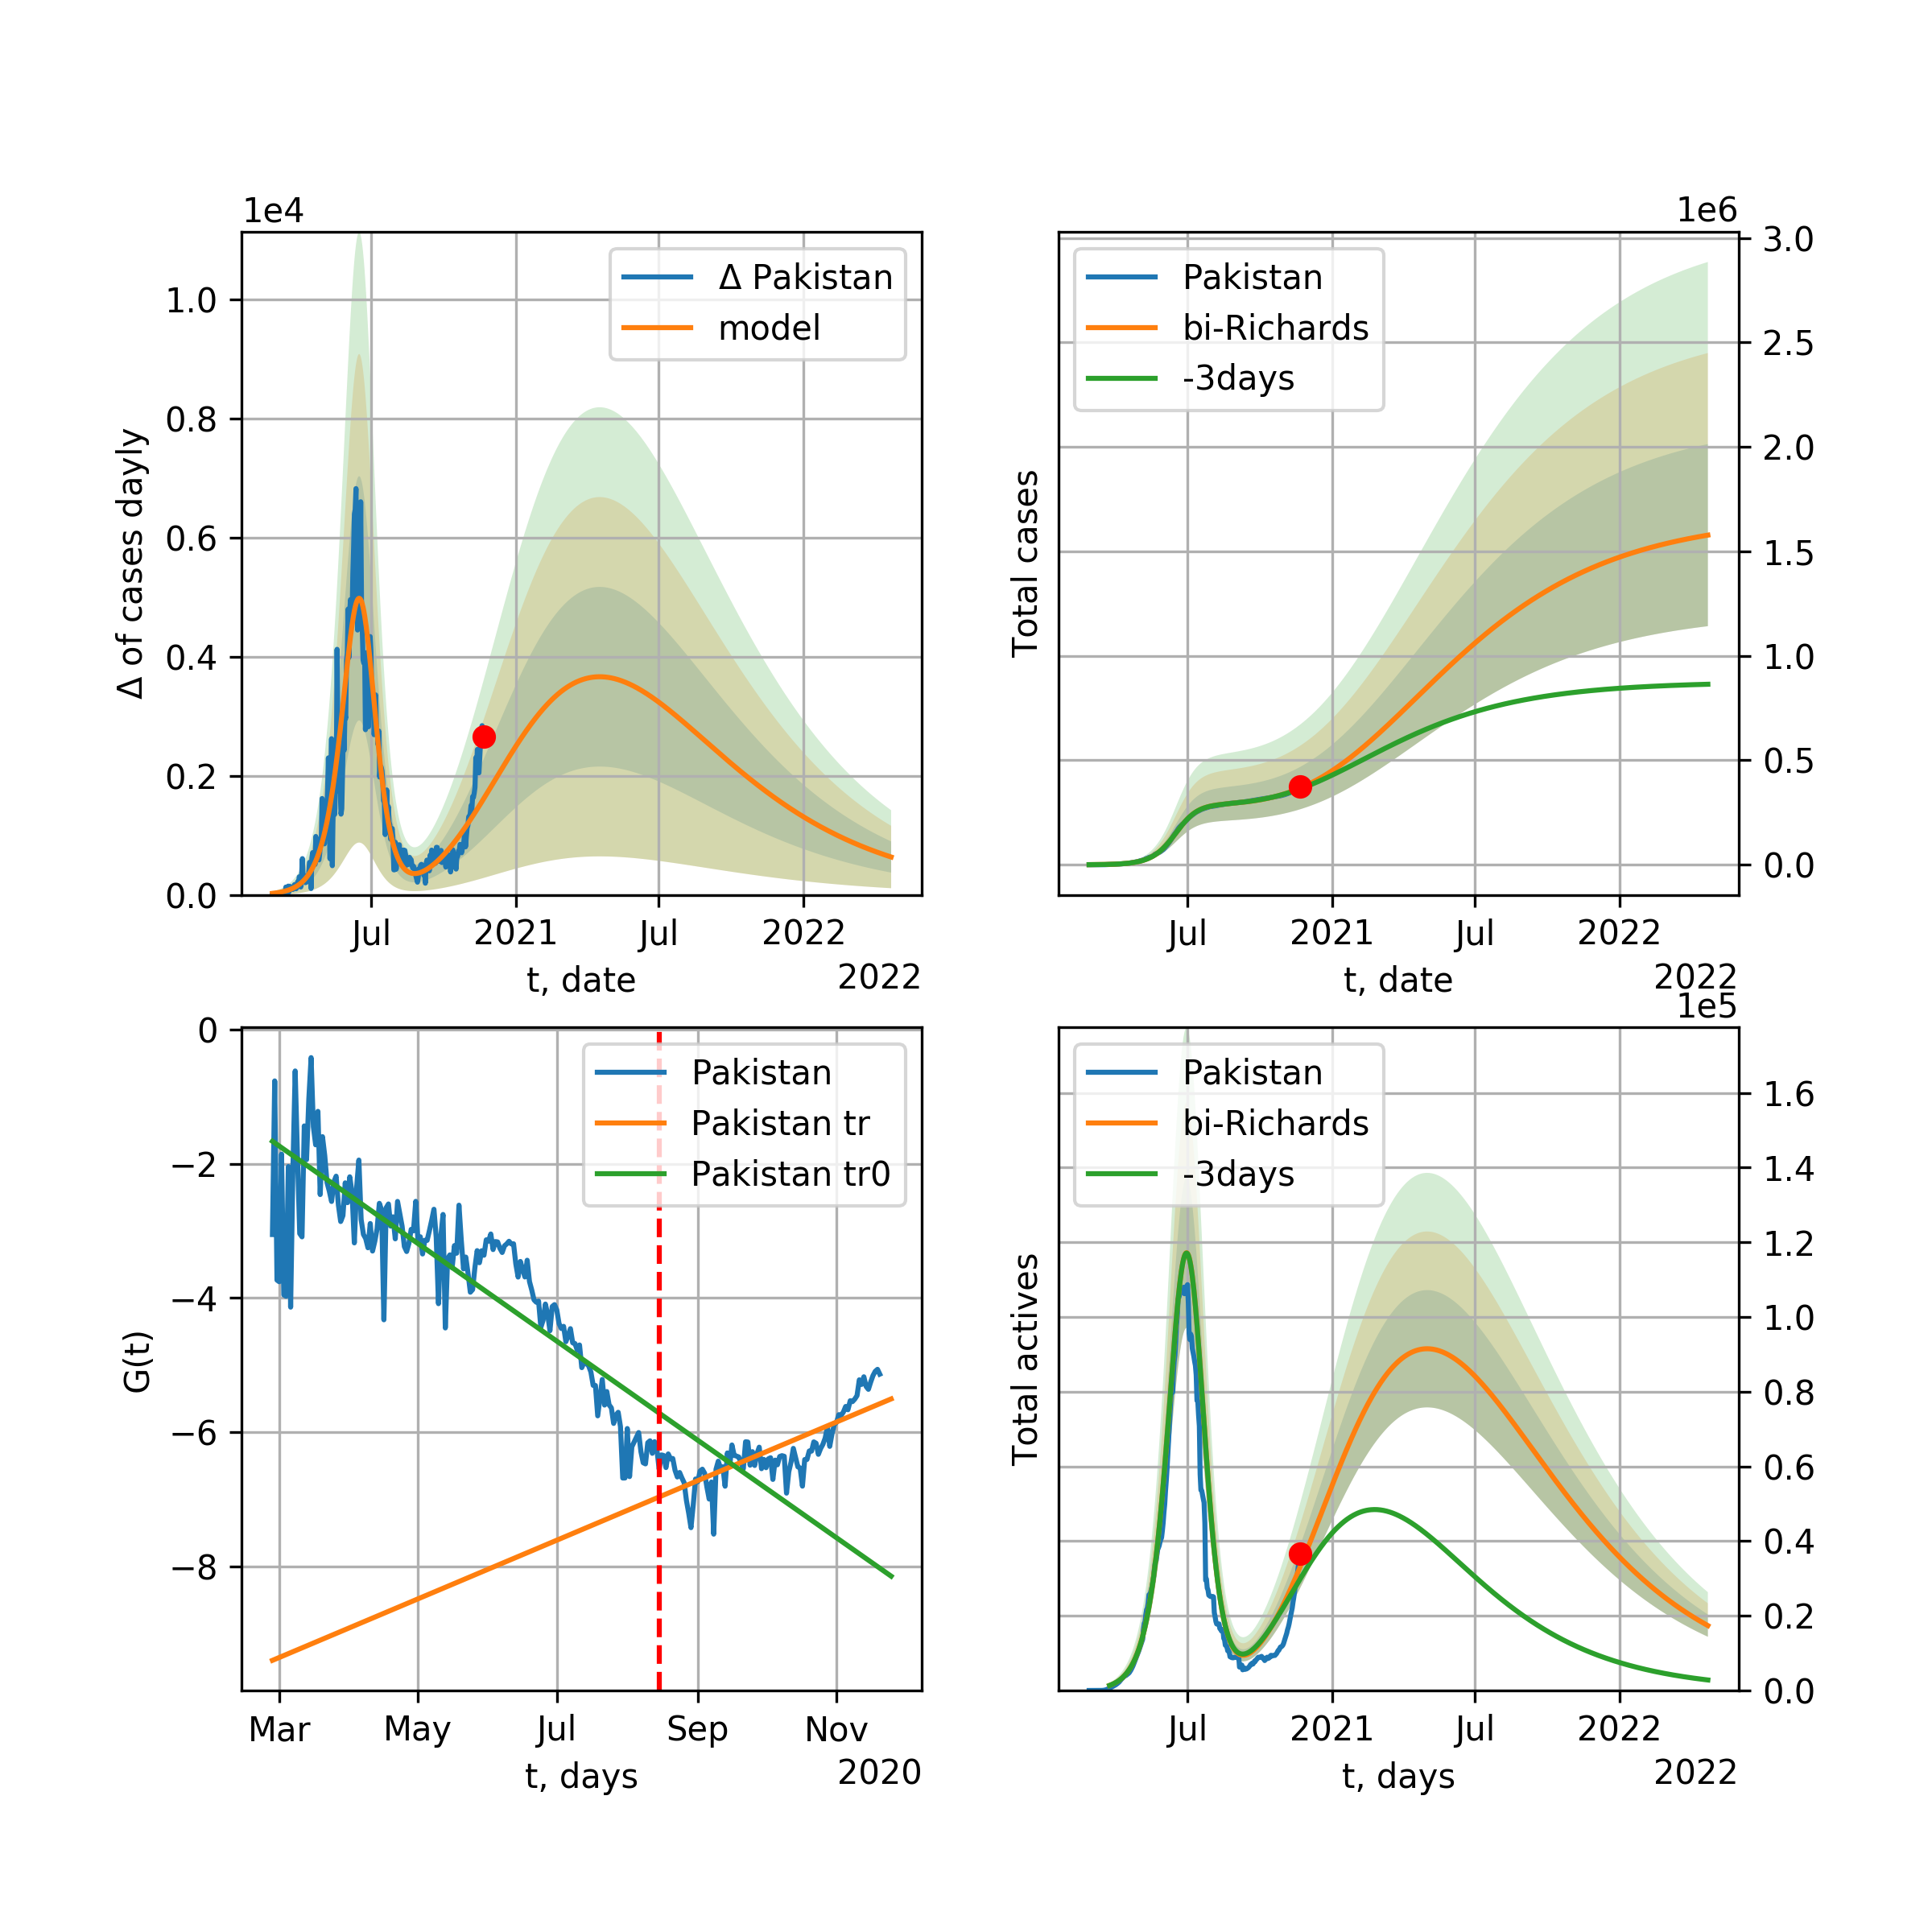 1e4
Δ of cases dayly
1.0
0.8
0.6
0.4
0.2
0.0
Δ Pakistan
model
Jul
2021
Jul
2022
t, date
2022
1e6
Total cases
Pakistan
bi-Richards
-3days
3.0
2.5
2.0
1.5
1.0
0.5
0.0
Jul
2021
Jul
2022
t, date
2022
G(t)
0
−2
−4
−6
−8
Pakistan
Pakistan tr
Pakistan tr0
Mar
May
Jul
Sep
Nov
t, days
2020
1e5
Total actives
Pakistan
bi-Richards
-3days
1.6
1.4
1.2
1.0
0.8
0.6
0.4
0.2
0.0
Jul
2021
Jul
2022
t, days
2022